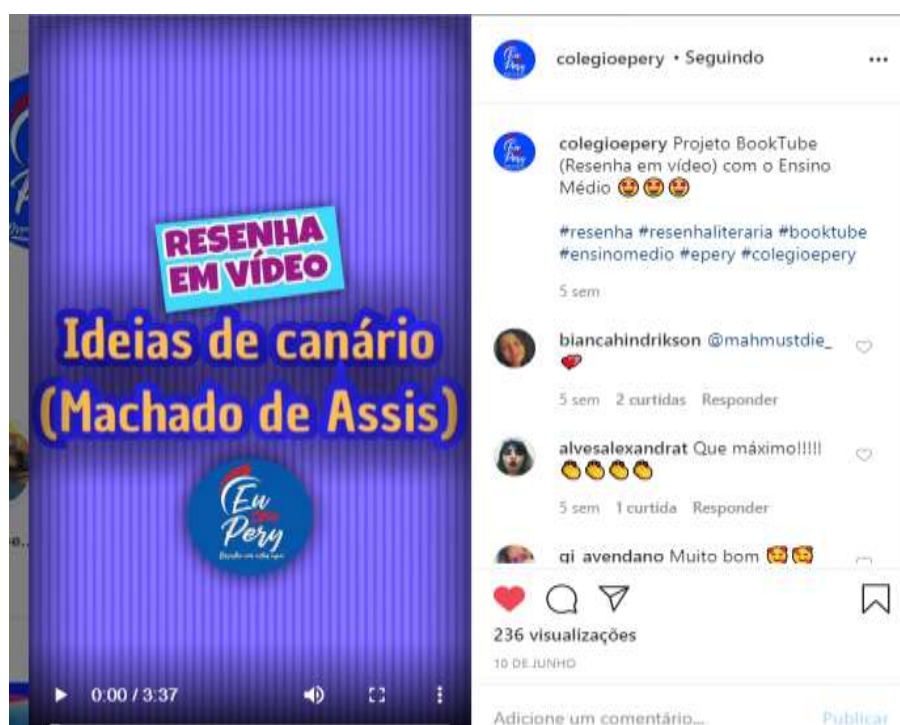 RESENHA
EM VÍDEO
Ideias de canário
(Machado de Assis)
Eu
Pery
0:00 / 3:37
colegioepery • Seguindo
colegioepery Projeto BookTube
(Resenha em vídeo) com o Ensino
Médio
#resenha #resenhaliteraria #booktube
#ensinomedio #epery #colegioepery
5 sem
biancahindrikson @mahmustdie_
5 sem 2 curtidas Responder
alvesalexandrat Que máximo!!!!!
5 sem 1 curtida Responder
gi_avendano Muito bom
236 visualizações
10 DE JUNHO
Adicione um comentário... Publicar